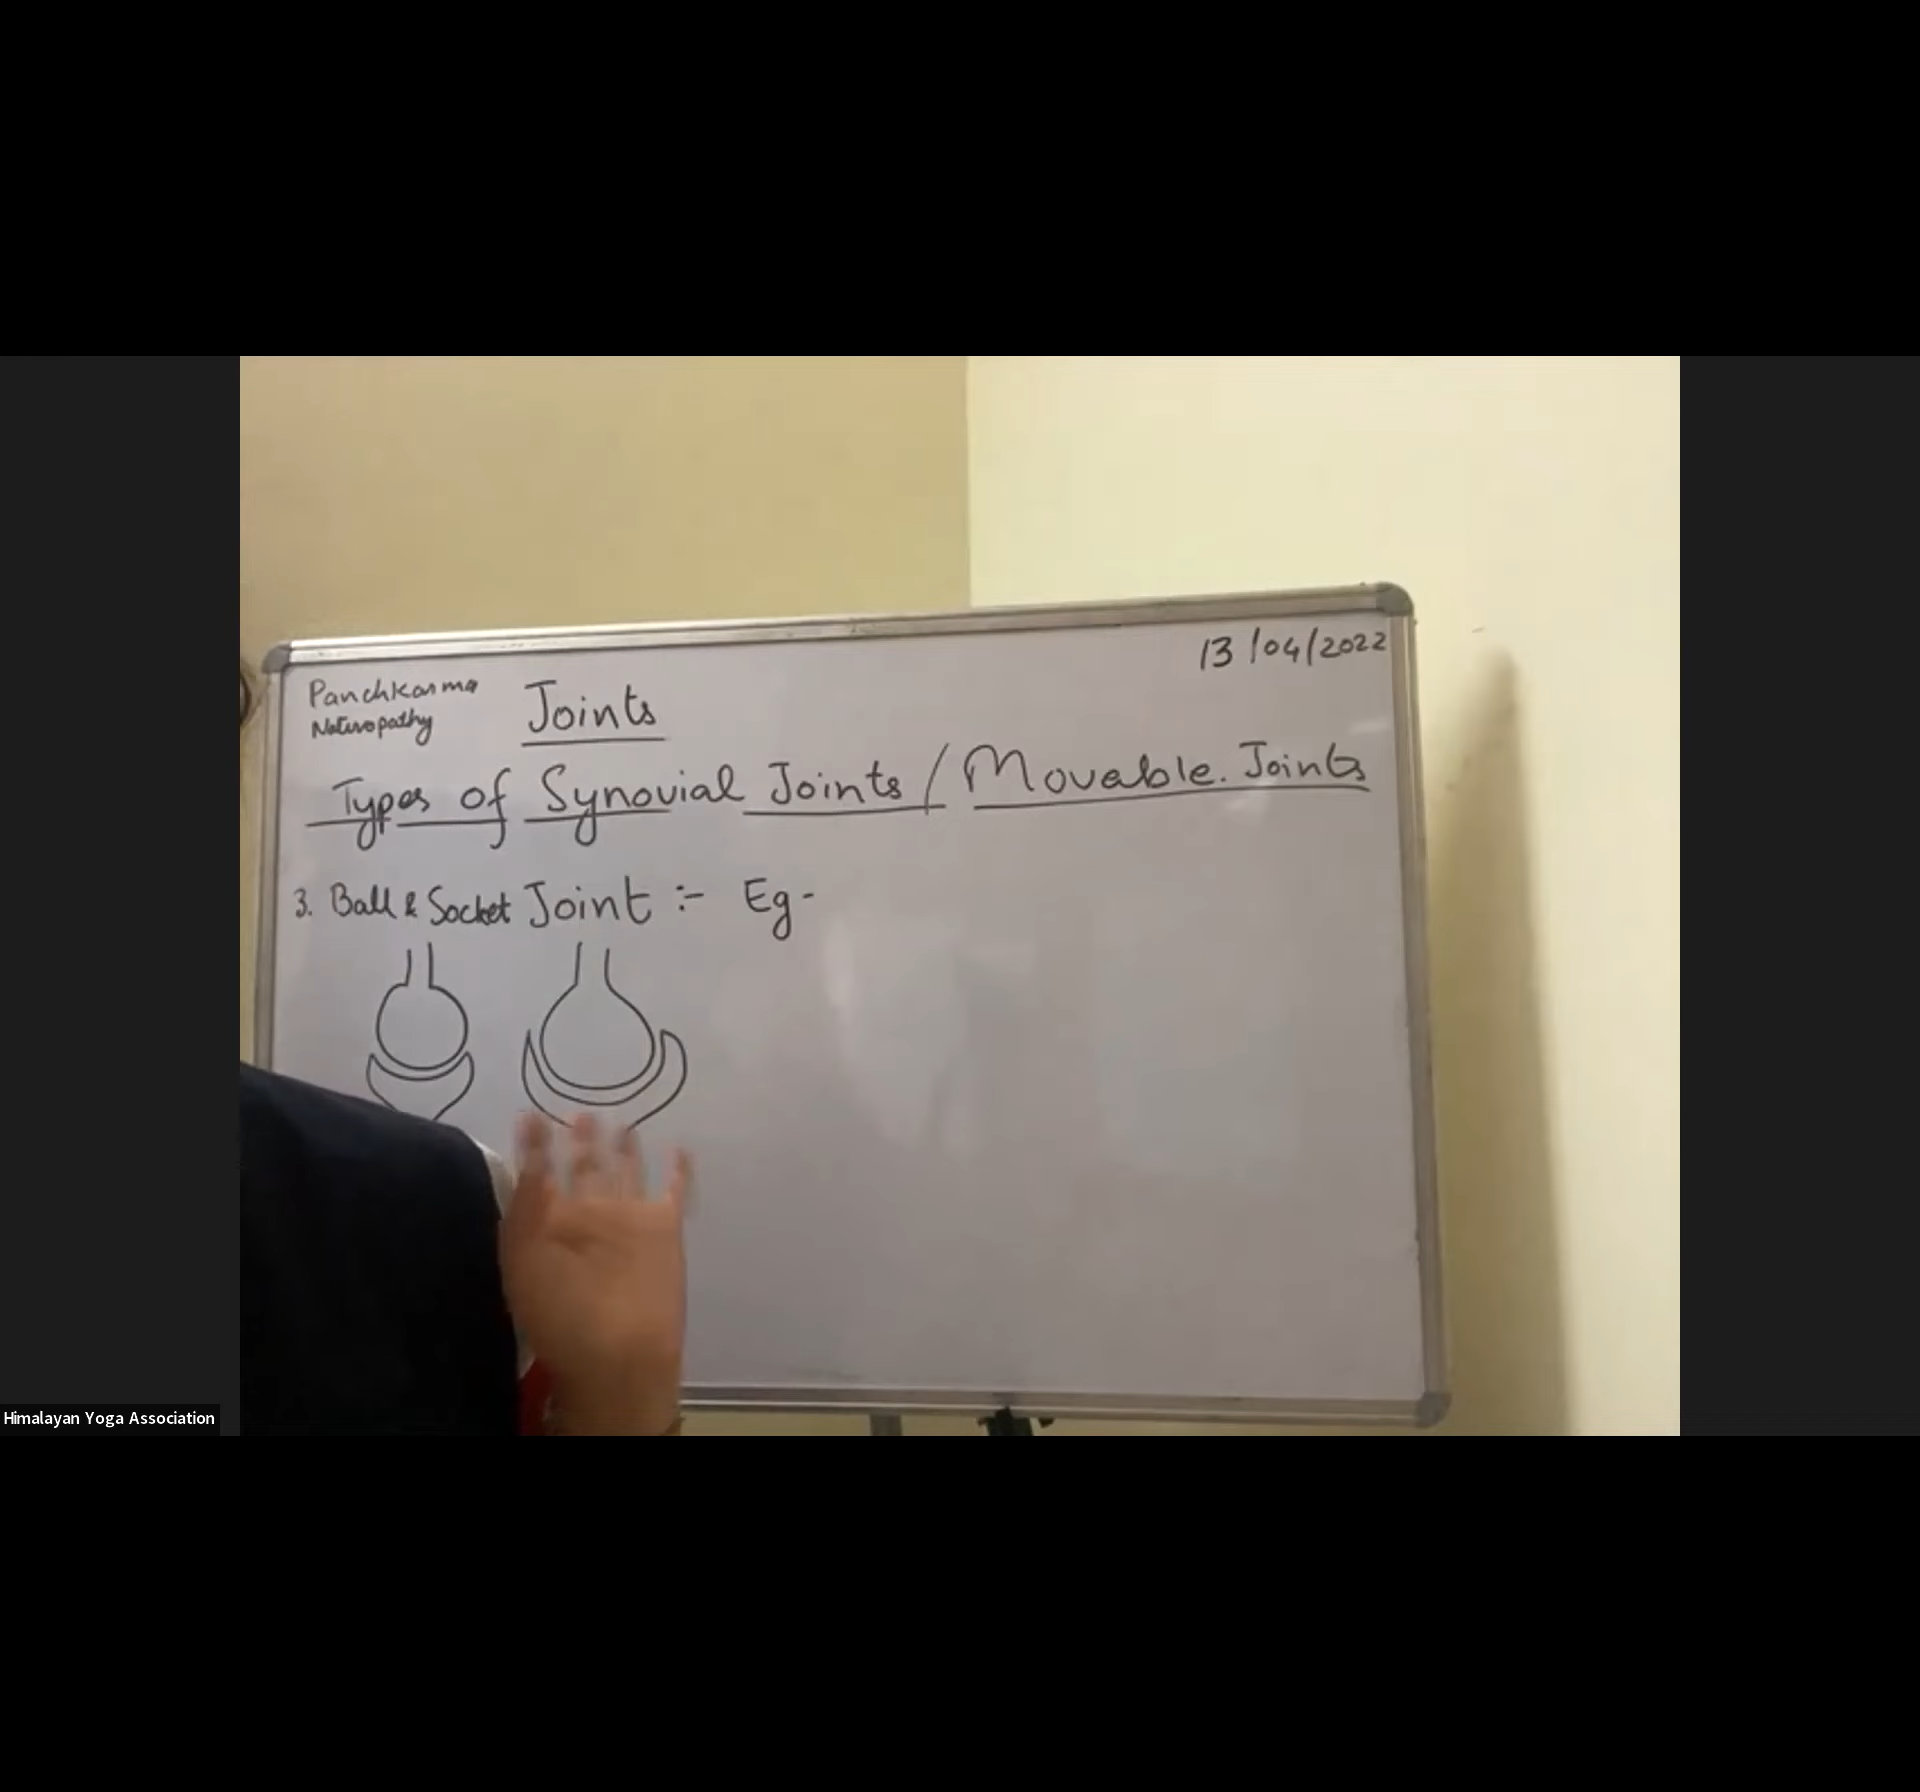 13/04/2022
Panchkarma
Naturopathy
Joints
Types of Synovial Joints / Movable. Joints
3. Ball & Socket Joint :- Eg-
Himalayan Yoga Association